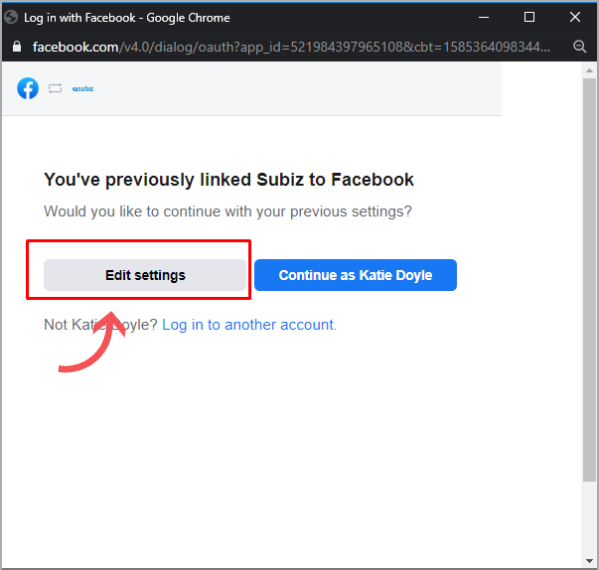 Log in with Facebook - Google Chrome
facebook.com/v4.0/dialog/oauth?app_id=521984397965108&cbt=1585364098344...
subiz
You've previously linked Subiz to Facebook
Would you like to continue with your previous settings?
Edit settings
Continue as Katie Doyle
Not Katie Doyle? Log in to another account.